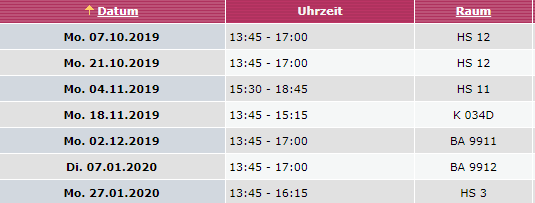 Datum Uhrzeit Raum
Mo. 07.10.2019 13:45 - 17:00 HS 12
Mo. 21.10.2019 13:45 - 17:00 HS 12
Mo. 04.11.2019 15:30 - 18:45 HS 11
Mo. 18.11.2019 13:45 - 15:15 K 034D
Mo. 02.12.2019 13:45 - 17:00 BA 9911
Di. 07.01.2020 13:45 - 17:00 BA 9912
Mo. 27.01.2020 13:45 - 16:15 HS 3